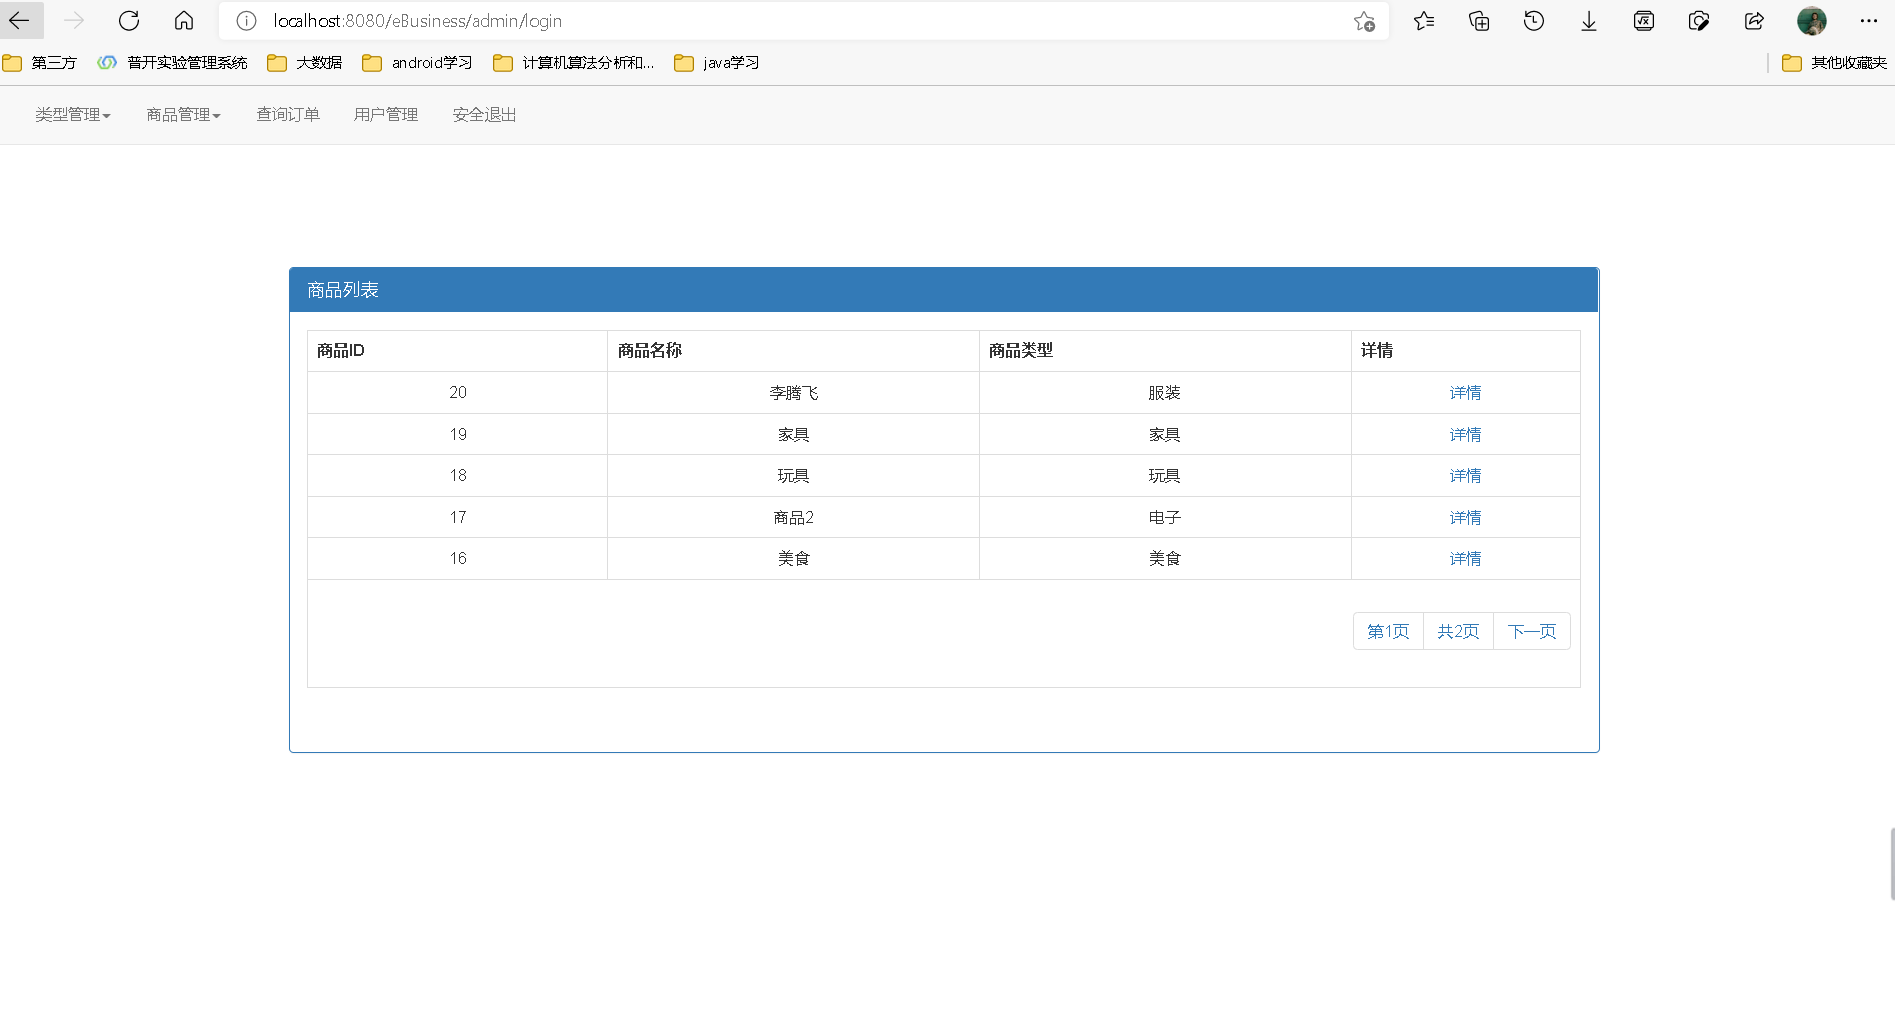 localhost:8080/eBusiness/admin/login
第三方 普开实验管理系统 大数据 android学习 计算机算法分析和... java学习 其他收藏夹
类型管理 商品管理 查询订单 用户管理 安全退出
商品列表
商品ID 商品名称 商品类型 详情
20 李腾飞 服装 详情
19 家具 家具 详情
18 玩具 玩具 详情
17 商品2 电子 详情
16 美食 美食 详情
第1页 共2页 下一页